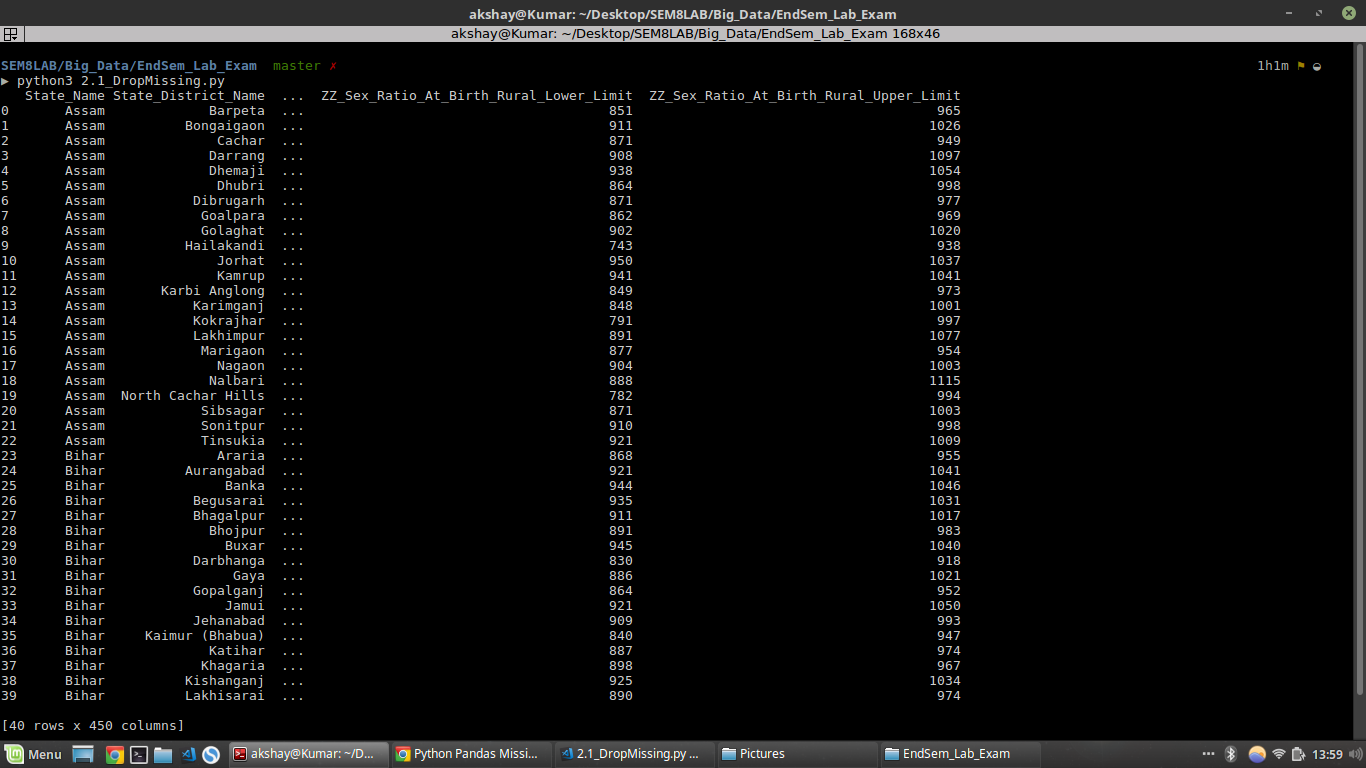 akshay@Kumar: ~/Desktop/SEM8LAB/Big_Data/EndSem_Lab_Exam
akshay@Kumar: ~/Desktop/SEM8LAB/Big_Data/EndSem_Lab_Exam 168x46
SEM8LAB/Big_Data/EndSem_Lab_Exam  master ✗ 1h1m
▶ python3 2.1_DropMissing.py
State_Name State_District_Name ... ZZ_Sex_Ratio_At_Birth_Rural_Lower_Limit ZZ_Sex_Ratio_At_Birth_Rural_Upper_Limit
0 Assam Barpeta ... 851 965
1 Assam Bongaigaon ... 911 1026
2 Assam Cachar ... 871 949
3 Assam Darrang ... 908 1097
4 Assam Dhemaji ... 938 1054
5 Assam Dhubri ... 864 998
6 Assam Dibrugarh ... 871 977
7 Assam Goalpara ... 862 969
8 Assam Golaghat ... 902 1020
9 Assam Hailakandi ... 743 938
10 Assam Jorhat ... 950 1037
11 Assam Kamrup ... 941 1041
12 Assam Karbi Anglong ... 849 973
13 Assam Karimganj ... 848 1001
14 Assam Kokrajhar ... 791 997
15 Assam Lakhimpur ... 891 1077
16 Assam Marigaon ... 877 954
17 Assam Nagaon ... 904 1003
18 Assam Nalbari ... 888 1115
19 Assam North Cachar Hills ... 782 994
20 Assam Sibsagar ... 871 1003
21 Assam Sonitpur ... 910 998
22 Assam Tinsukia ... 921 1009
23 Bihar Araria ... 868 955
24 Bihar Aurangabad ... 921 1041
25 Bihar Banka ... 944 1046
26 Bihar Begusarai ... 935 1031
27 Bihar Bhagalpur ... 911 1017
28 Bihar Bhojpur ... 891 983
29 Bihar Buxar ... 945 1040
30 Bihar Darbhanga ... 830 918
31 Bihar Gaya ... 886 1021
32 Bihar Gopalganj ... 864 952
33 Bihar Jamui ... 921 1050
34 Bihar Jehanabad ... 909 993
35 Bihar Kaimur (Bhabua) ... 840 947
36 Bihar Katihar ... 887 974
37 Bihar Khagaria ... 898 967
38 Bihar Kishanganj ... 925 1034
39 Bihar Lakhisarai ... 890 974
[40 rows x 450 columns]
Menu akshay@Kumar: ~/D... Python Pandas Missi... 2.1_DropMissing.py ... Pictures EndSem_Lab_Exam 13:59